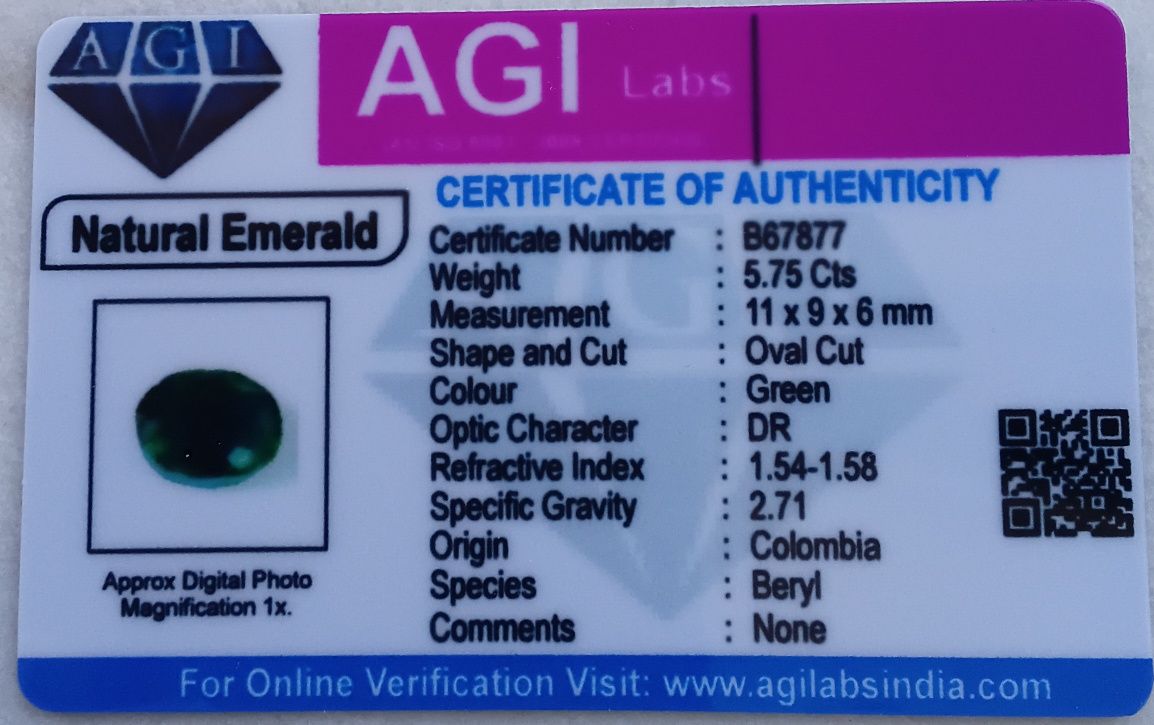 A G I
AGI Labs
CERTIFICATE OF AUTHENTICITY
Natural Emerald
Certificate Number : B67877
Weight : 5.75 Cts
Measurement : 11 x 9 x 6 mm
Shape and Cut : Oval Cut
Colour : Green
Optic Character : DR
Refractive Index : 1.54-1.58
Specific Gravity : 2.71
Origin : Colombia
Species : Beryl
Comments : None
Approx Digital Photo
Magnification 1x.
For Online Verification Visit: www.agilabsindia.com